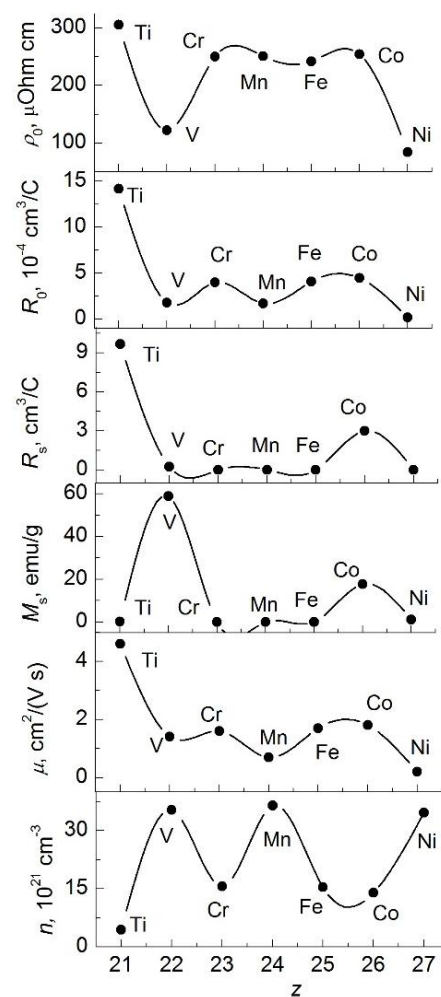 ρ₀, μOhm cm
300
200
100
Ti
V
Cr
Mn
Fe
Co
Ni
R₀, 10⁻⁴ cm³/C
15
10
5
0
Ti
V
Cr
Mn
Fe
Co
Ni
Rₛ, cm³/C
9
6
3
0
Ti
V
Cr
Mn
Fe
Co
Mₛ, emu/g
60
40
20
0
Ti
V
Cr
Mn
Fe
Co
Ni
μ, cm²/(V s)
4
2
0
Ti
V
Cr
Mn
Fe
Co
Ni
n, 10²¹ cm⁻³
30
15
0
Ti
V
Cr
Mn
Fe
Co
Ni
21 22 23 24 25 26 27
z